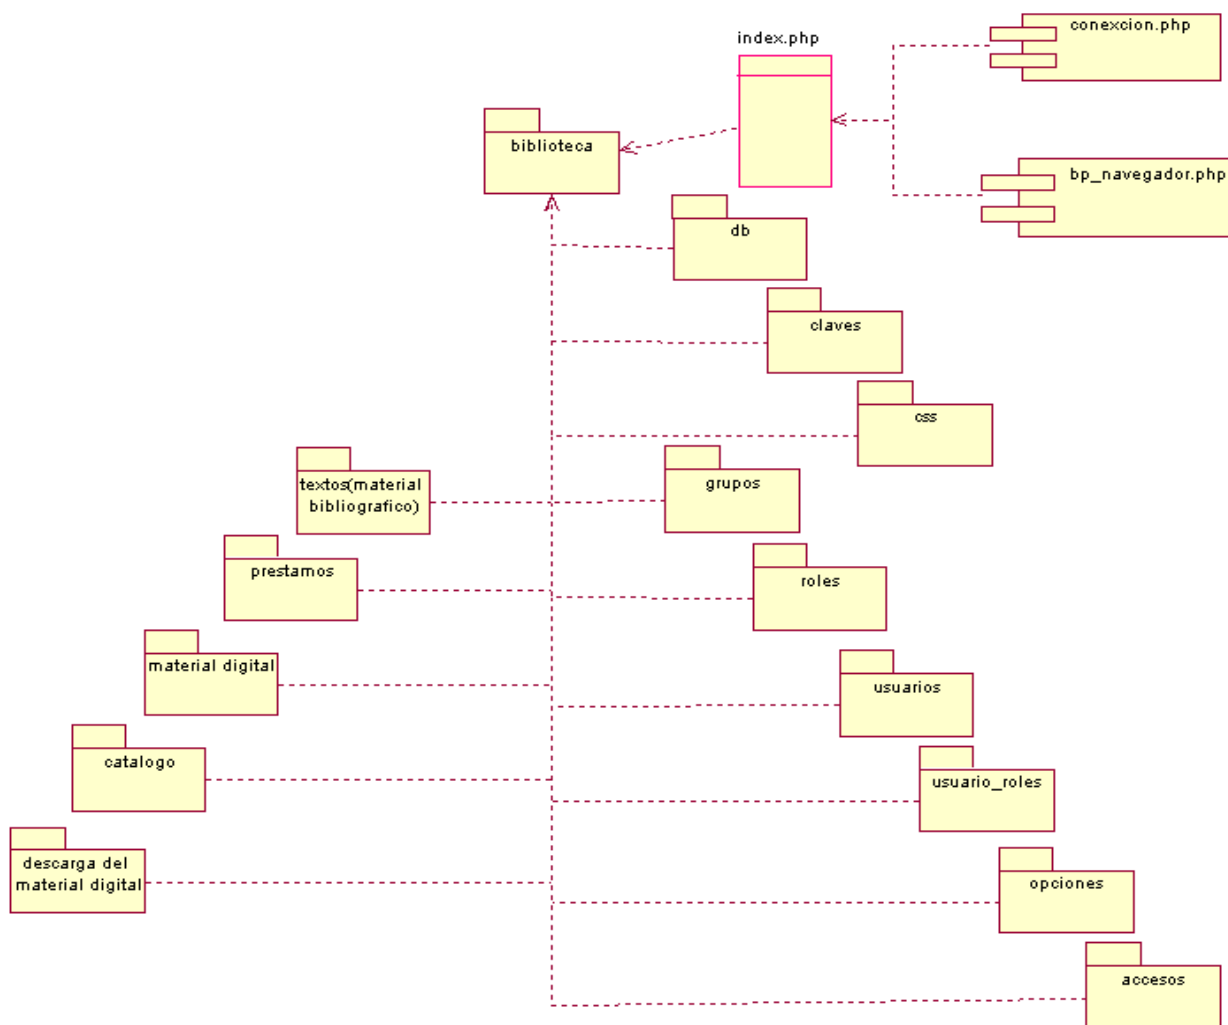 index.php
conexcion.php
biblioteca
bp_navegador.php
db
claves
css
textos(material
bibliografico)
grupos
prestamos
roles
material digital
usuarios
catalogo
usuario_roles
descarga del
material digital
opciones
accesos